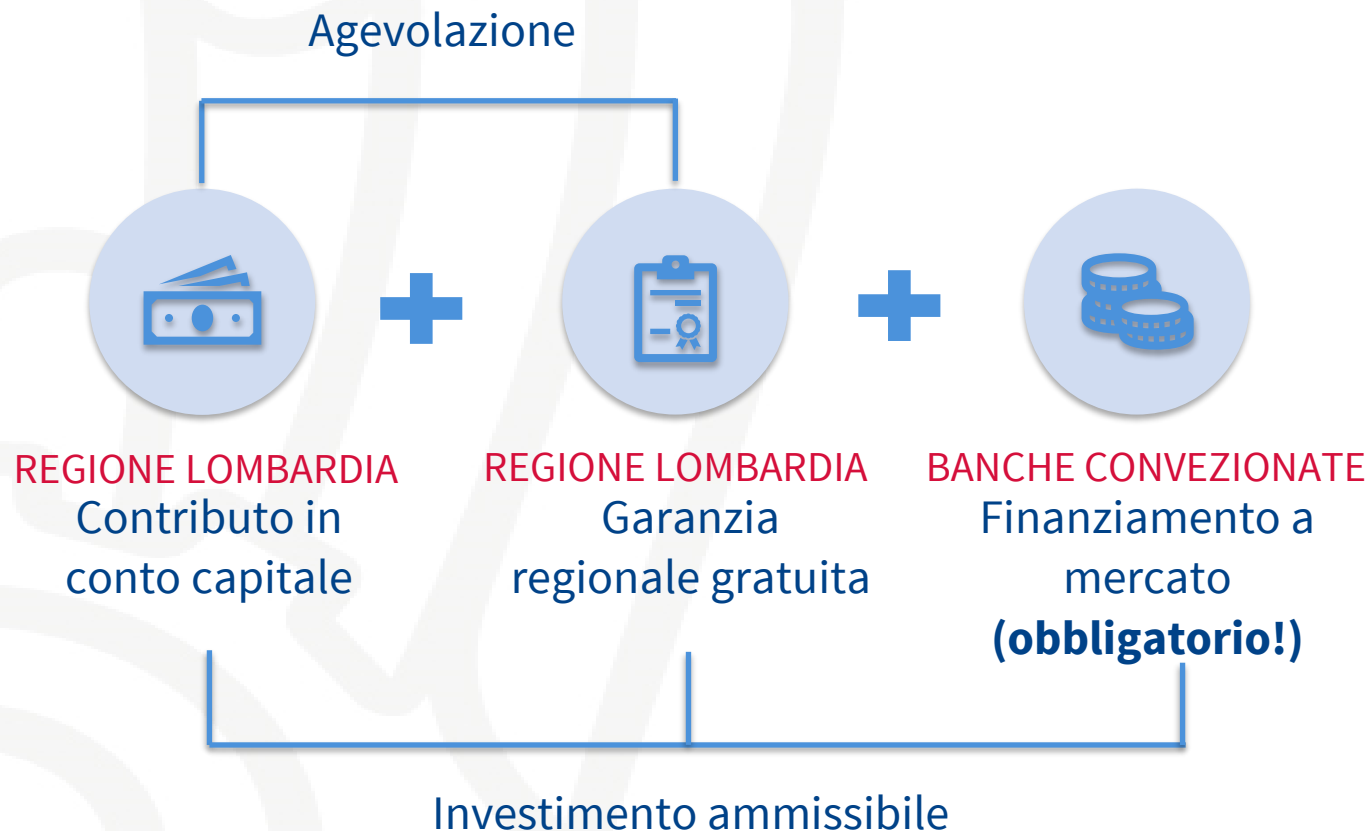 Agevolazione
REGIONE LOMBARDIA
Contributo in
conto capitale
REGIONE LOMBARDIA
Garanzia
regionale gratuita
BANCHE CONVEZIONATE
Finanziamento a
mercato
(obbligatorio!)
Investimento ammissibile